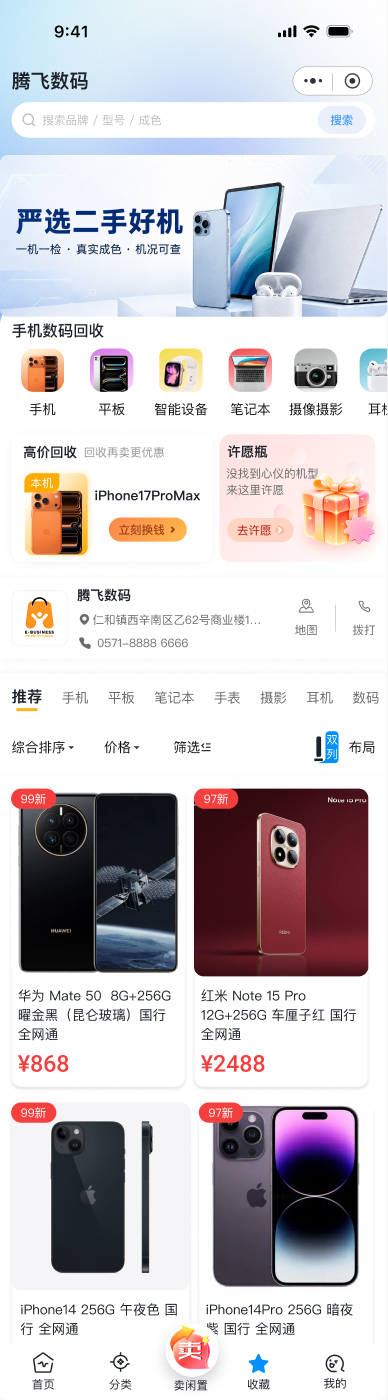 9:41
腾飞数码
搜索品牌 / 型号 / 成色
搜索
严选二手好机
一机一检 · 真实成色 · 机况可查
手机数码回收
手机
平板
智能设备
笔记本
摄像摄影
耳机
高价回收 回收再卖更优惠
本机
iPhone17ProMax
立刻换钱
许愿瓶
没找到心仪的机型
来这里许愿
去许愿
E-BUSINESS
腾飞数码
仁和镇西辛南区乙62号商业楼1...
0571-8888 6666
地图
拨打
推荐 手机 平板 笔记本 手表 摄影 耳机 数码
综合排序 价格 筛选
双列
布局
99新
HUAWEI
华为 Mate 50 8G+256G
曜金黑（昆仑玻璃）国行
全网通
¥868
97新
Note 15 Pro
REDMI
红米 Note 15 Pro
12G+256G 车厘子红 国行
全网通
¥2488
99新
iPhone14 256G 午夜色 国
行 全网通
97新
iPhone14Pro 256G 暗夜
紫 国行 全网通
首页
分类
卖
卖闲置
收藏
我的